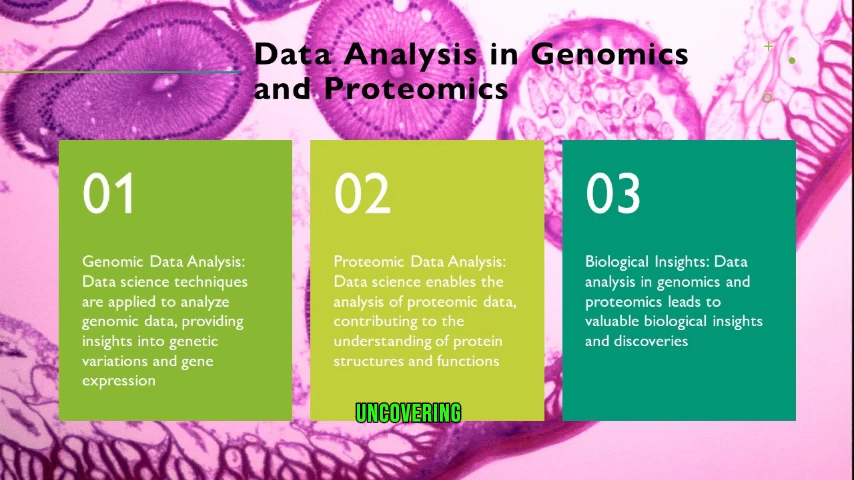 Data Analysis in Genomics
and Proteomics
01
Genomic Data Analysis:
Data science techniques
are applied to analyze
genomic data, providing
insights into genetic
variations and gene
expression
02
Proteomic Data Analysis:
Data science enables the
analysis of proteomic data,
contributing to the
understanding of protein
structures and functions
03
Biological Insights: Data
analysis in genomics and
proteomics leads to
valuable biological insights
and discoveries
UNCOVERING